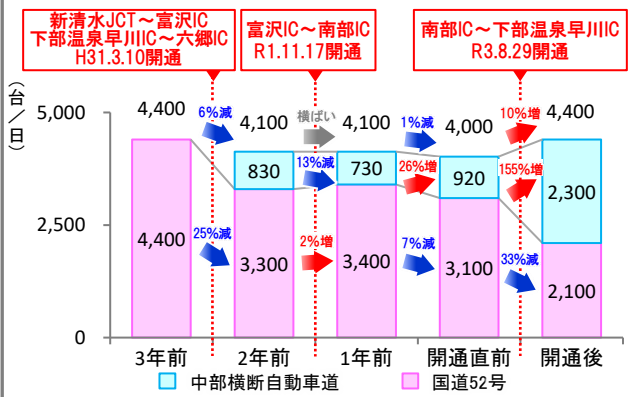 新清水JCT～富沢IC
下部温泉早川IC～六郷IC
H31.3.10開通
富沢IC～南部IC
R1.11.17開通
南部IC～下部温泉早川IC
R3.8.29開通
（台／日）
5,000
2,500
0
4,400
6%減
4,100
横ばい
4,100
1%減
4,000
10%増
4,400
830
13%減
730
26%増
920
155%増
2,300
4,400
25%減
3,300
2%増
3,400
7%減
3,100
33%減
2,100
3年前
2年前
1年前
開通直前
開通後
中部横断自動車道
国道52号